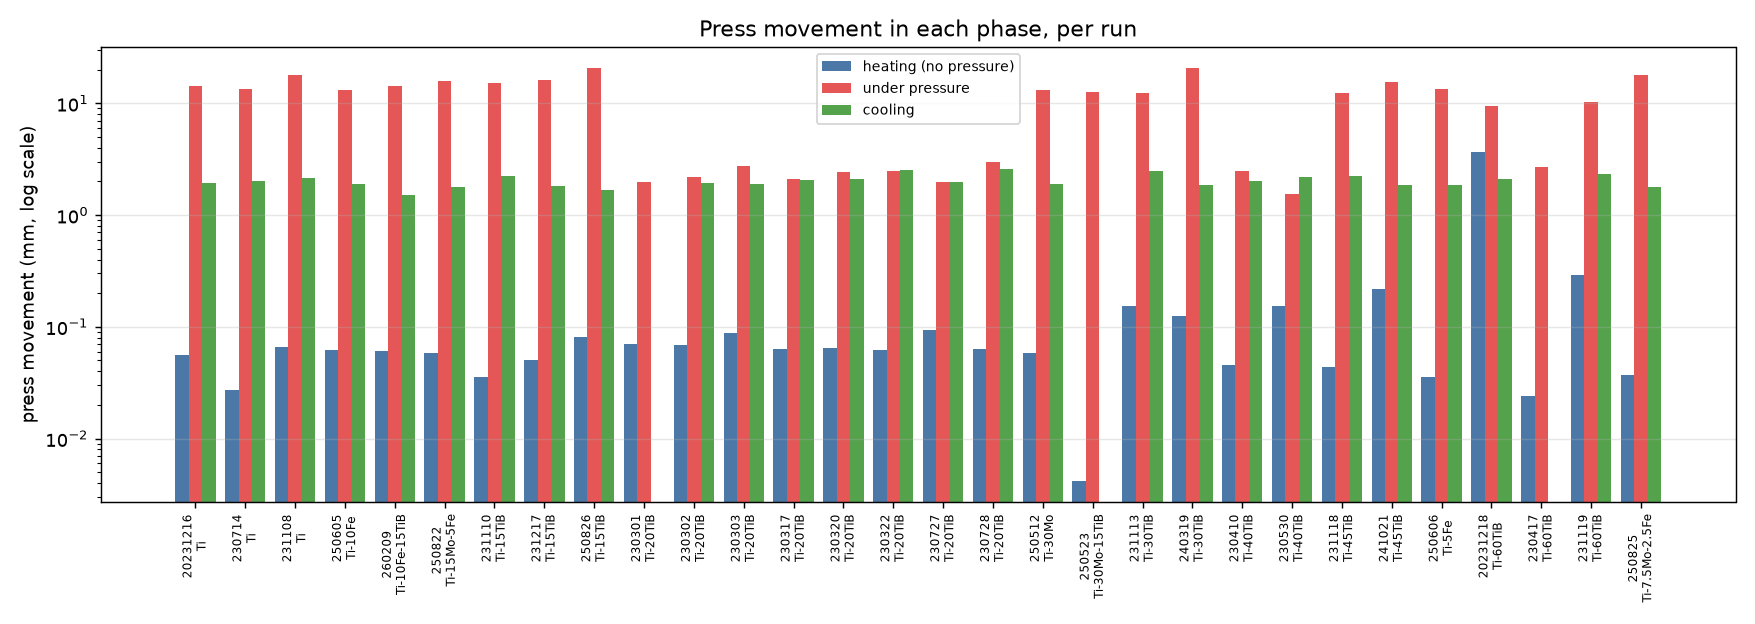 Press movement in each phase, per run
heating (no pressure)
under pressure
cooling
press movement (mm, log scale)
10¹
10⁰
10⁻¹
10⁻²
20231216
Ti
230714
Ti
231108
Ti
250605
Ti-10Fe
260209
Ti-10Fe-15TiB
250822
Ti-15Mo-5Fe
231110
Ti-15TiB
231217
Ti-15TiB
250826
Ti-15TiB
230301
Ti-20TiB
230302
Ti-20TiB
230303
Ti-20TiB
230317
Ti-20TiB
230320
Ti-20TiB
230322
Ti-20TiB
230727
Ti-20TiB
230728
Ti-20TiB
250512
Ti-30Mo
250523
Ti-30Mo-15TiB
231113
Ti-30TiB
240319
Ti-30TiB
230410
Ti-40TiB
230530
Ti-40TiB
231118
Ti-45TiB
241021
Ti-45TiB
250606
Ti-5Fe
20231218
Ti-60TiB
230417
Ti-60TiB
231119
Ti-60TiB
250825
Ti-7.5Mo-2.5Fe